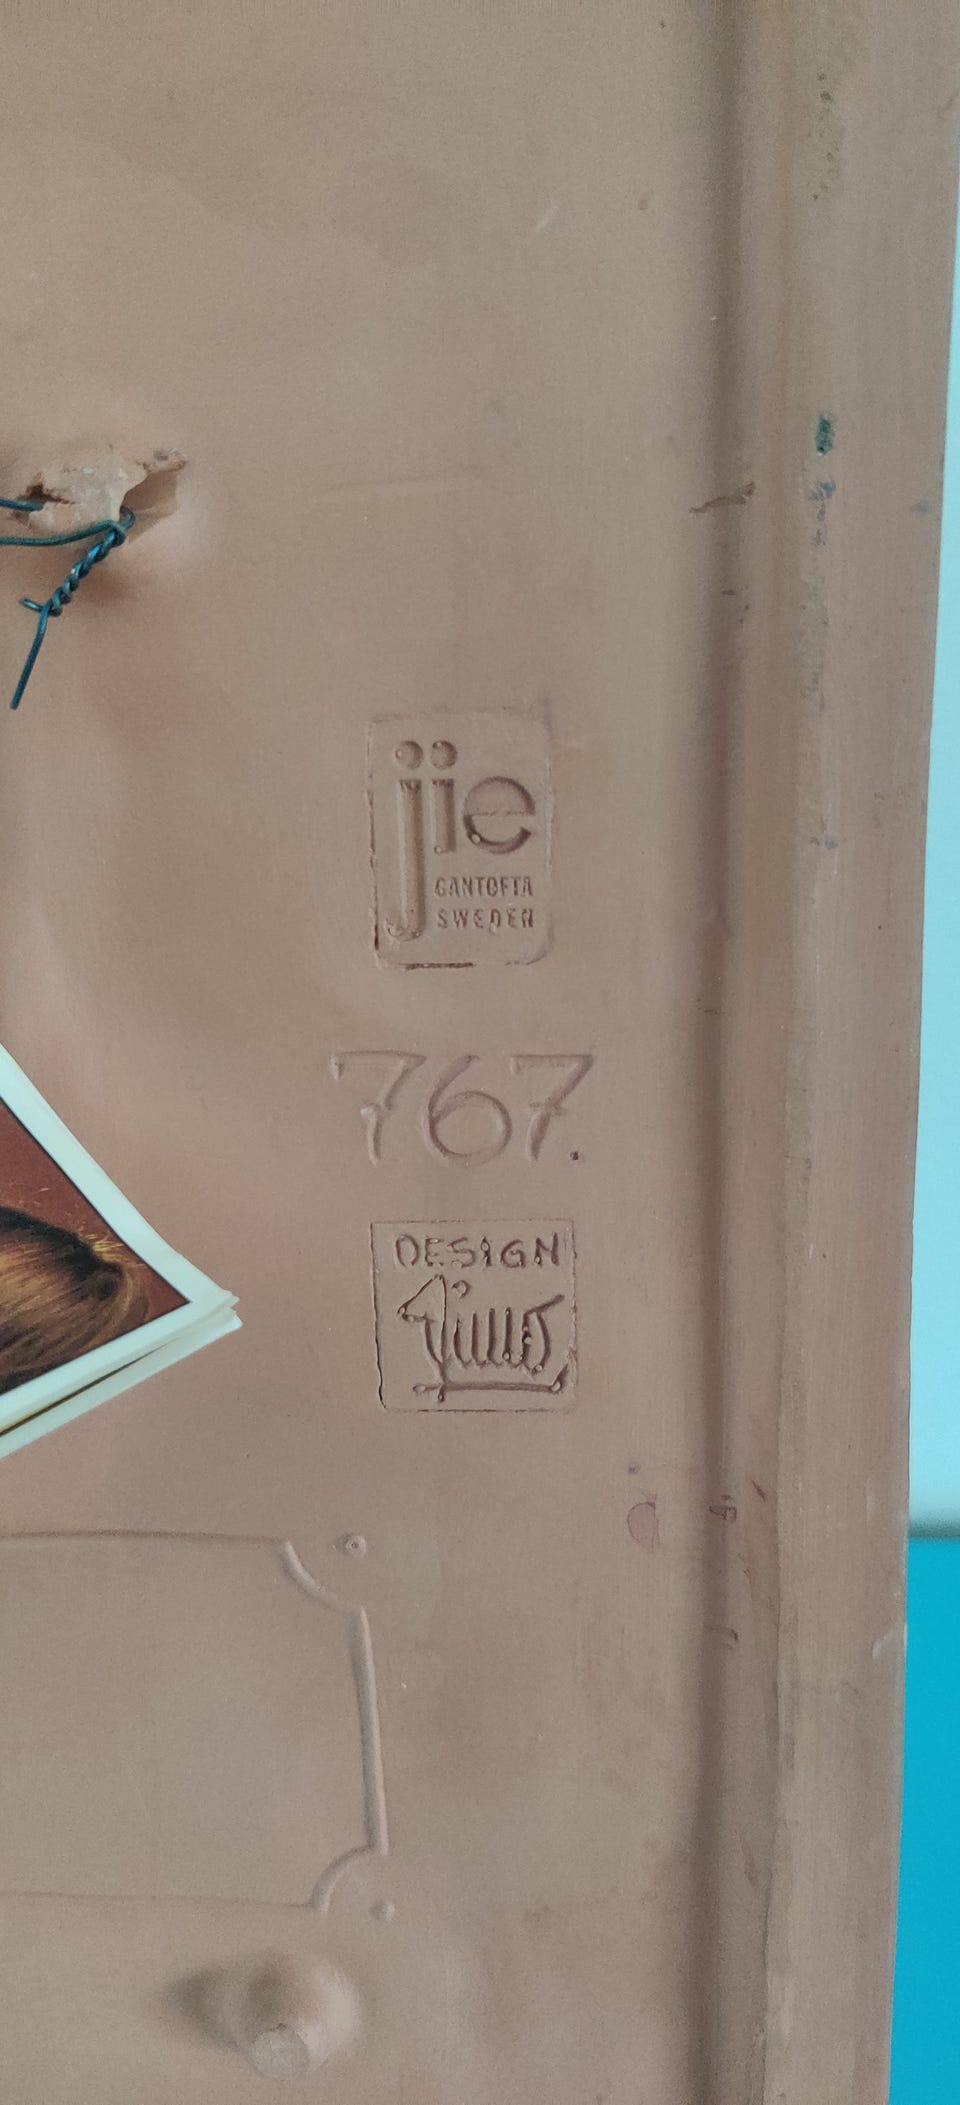 jie
GANTOFTA
SWEDEN
767.
DESIGN